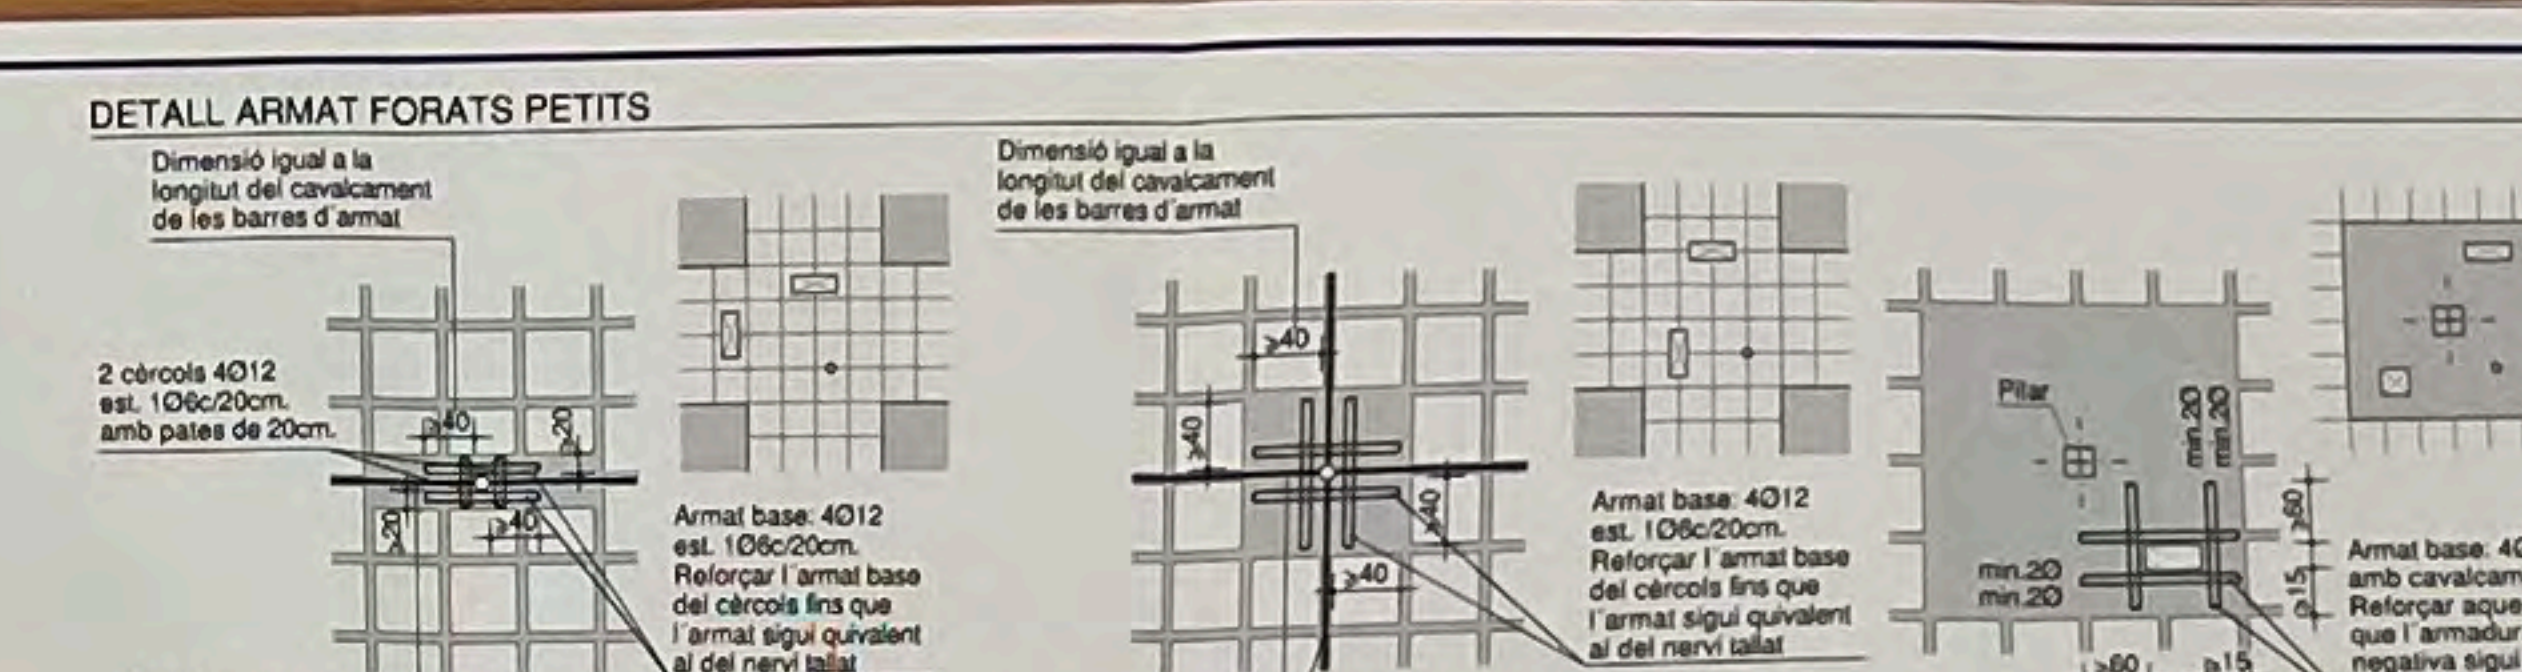 DETALL ARMAT FORATS PETITS
Dimensió igual a la
longitut del cavalcament
de les barres d'armat
2 cèrcols 4Ø12
est. 1Ø6c/20cm.
amb pates de 20cm.
≥40
≥20
≥20
≥40
Armat base: 4Ø12
est. 1Ø6c/20cm.
Reforçar l'armat base
del cèrcols fins que
l'armat sigui quivalent
al del nervi tallat
Dimensió igual a la
longitut del cavalcament
de les barres d'armat
≥40
≥40
≥40
≥40
Armat base: 4Ø12
est. 1Ø6c/20cm.
Reforçar l'armat base
del cèrcols fins que
l'armat sigui quivalent
al del nervi tallat
Pilar
min.20
min.20
min.20
min.20
≥60
≥15
≥60
≥15
Armat base: 4
amb cavalcam
Reforçar aque
que l'armadur
negativa sigui